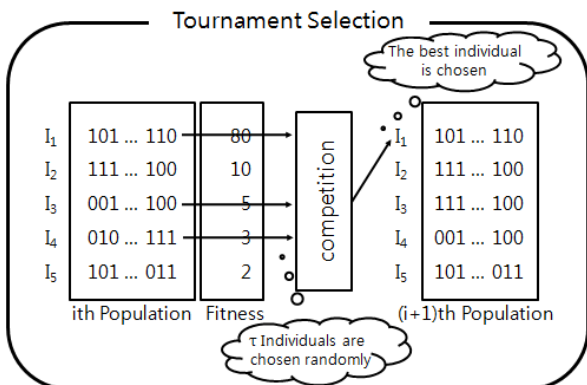 Tournament Selection
The best individual
is chosen
I₁ 101 ... 110 80
I₂ 111 ... 100 10
I₃ 001 ... 100 5
I₄ 010 ... 111 3
I₅ 101 ... 011 2
ith Population Fitness
competition
I₁ 101 ... 110
I₂ 111 ... 100
I₃ 111 ... 100
I₄ 001 ... 100
I₅ 101 ... 011
(i+1)th Population
τ Individuals are
chosen randomly